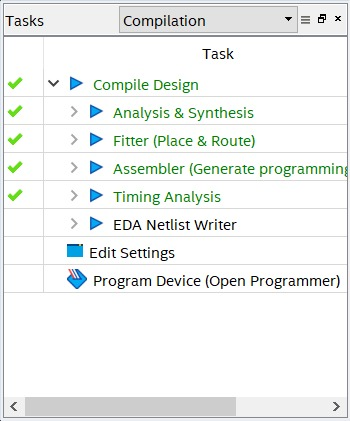 Tasks Compilation
Task
Compile Design
Analysis & Synthesis
Fitter (Place & Route)
Assembler (Generate programming
Timing Analysis
EDA Netlist Writer
Edit Settings
Program Device (Open Programmer)